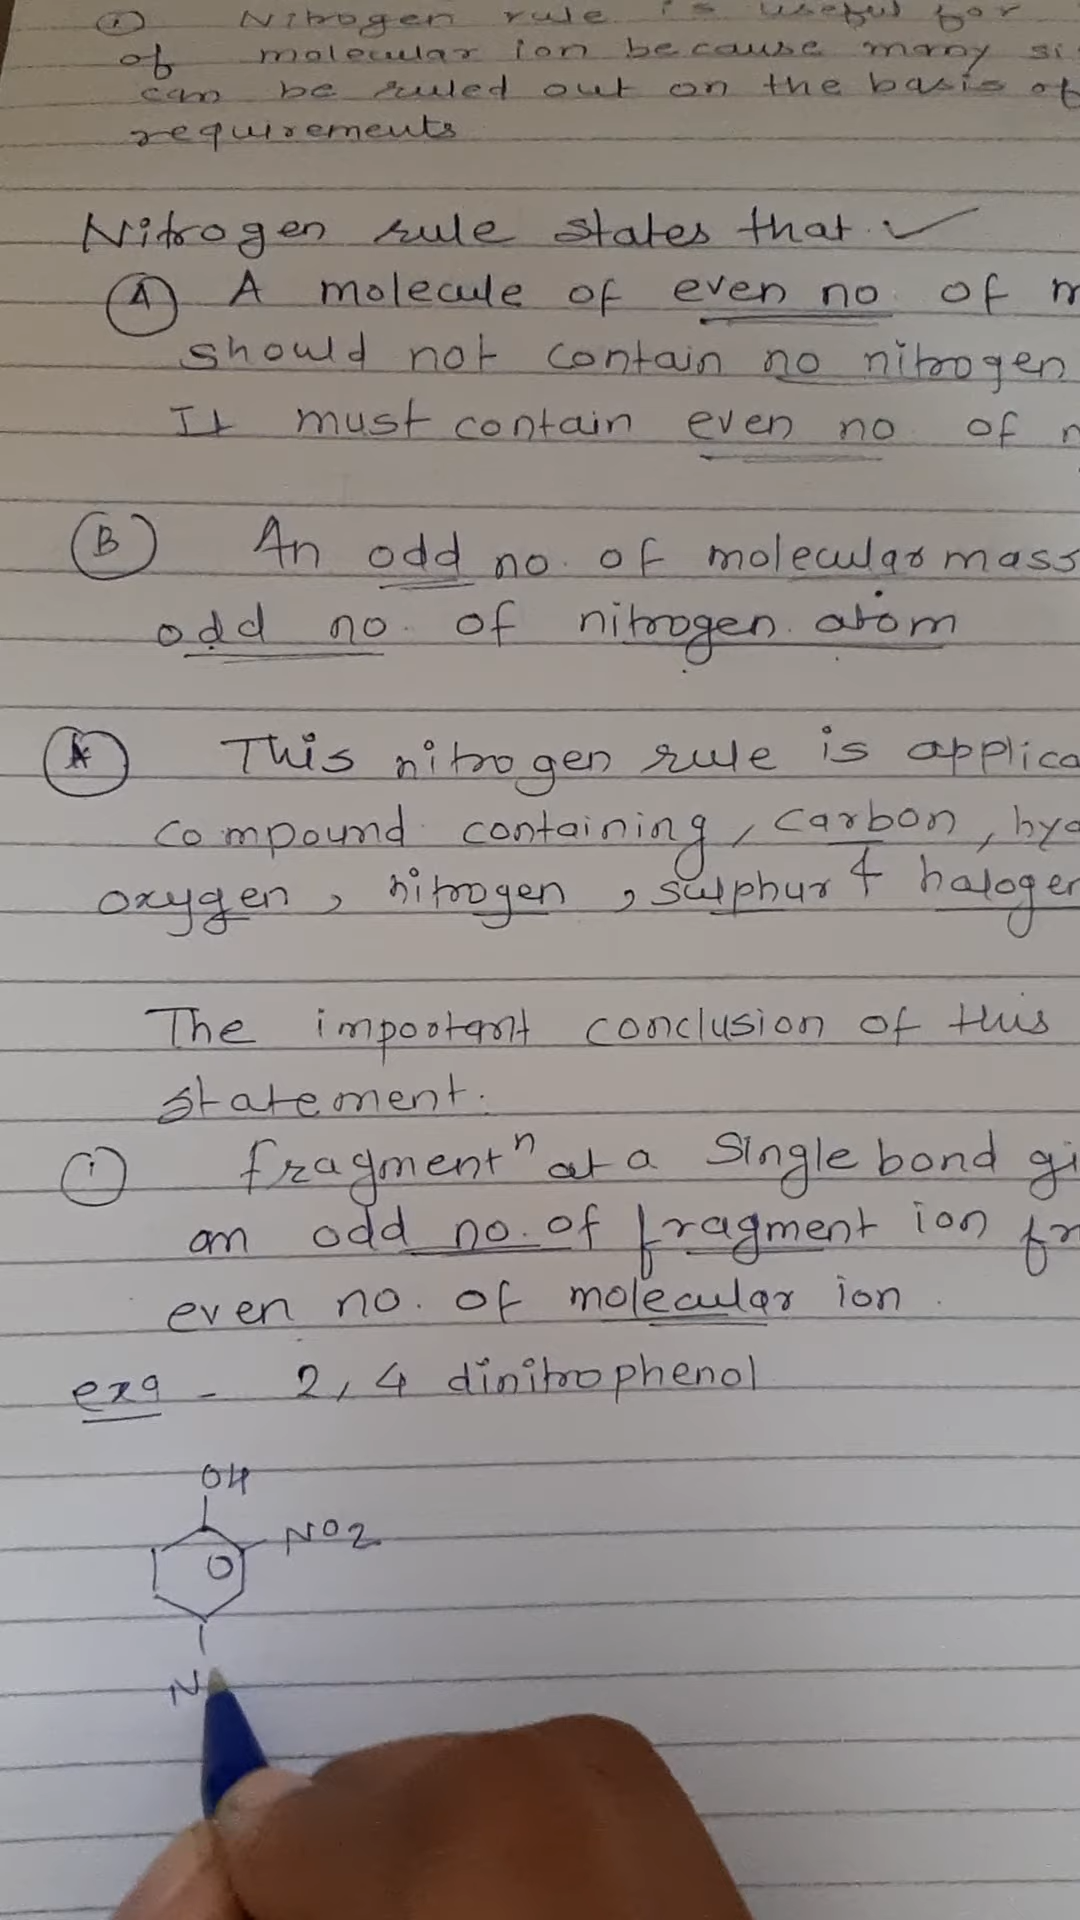 ① Nitrogen rule is useful for
of molecular ion because many si
can be ruled out on the basis of
requirements
Nitrogen rule states that. ✓
Ⓐ A molecule of even no. of m
should not contain no nitrogen
It must contain even no of n
Ⓑ An odd no. of molecular mass
odd no. of nitrogen atom
This nitrogen rule is applica
compound containing, carbon, hyd
oxygen, nitrogen, sulphur & halogen
The important conclusion of this
statement.
(i) fragmentⁿ at a Single bond gi
an odd no. of fragment ion fr
even no. of molecular ion.
exa - 2,4 dinitrophenol
OH
NO2
O
N